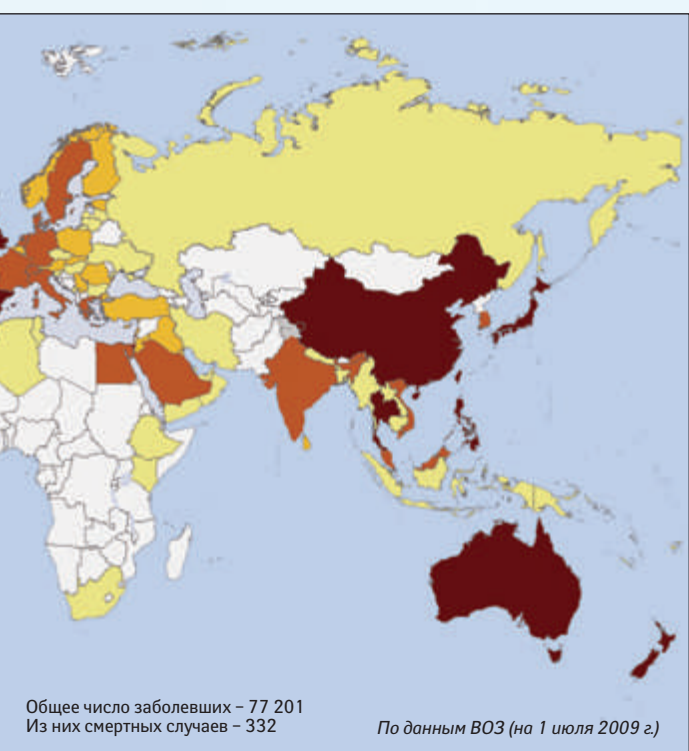 Общее число заболевших – 77 201
Из них смертных случаев – 332
По данным ВОЗ (на 1 июля 2009 г.)